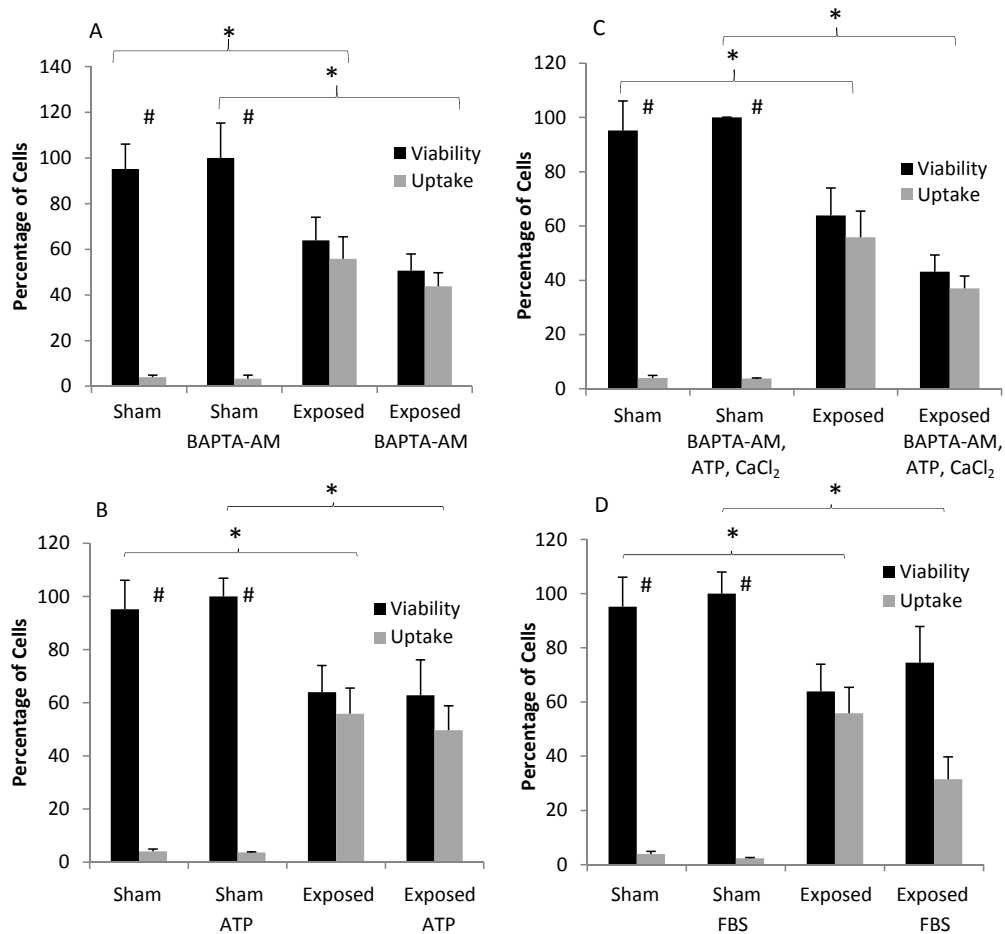 A
*
*
140
120
100
80
60
40
20
0
Percentage of Cells
#
#
Viability
Uptake
Sham
Sham
Exposed
Exposed
BAPTA-AM
BAPTA-AM
C
*
*
120
100
80
60
40
20
0
Percentage of Cells
#
#
Viability
Uptake
Sham
Sham
Exposed
Exposed
BAPTA-AM,
BAPTA-AM,
ATP, CaCl₂
ATP, CaCl₂
B
*
*
120
100
80
60
40
20
0
Percentage of Cells
#
#
Viability
Uptake
Sham
Sham
Exposed
Exposed
ATP
ATP
D
*
*
120
100
80
60
40
20
0
Percentage of Cells
#
#
Viability
Uptake
Sham
Sham
Exposed
Exposed
FBS
FBS